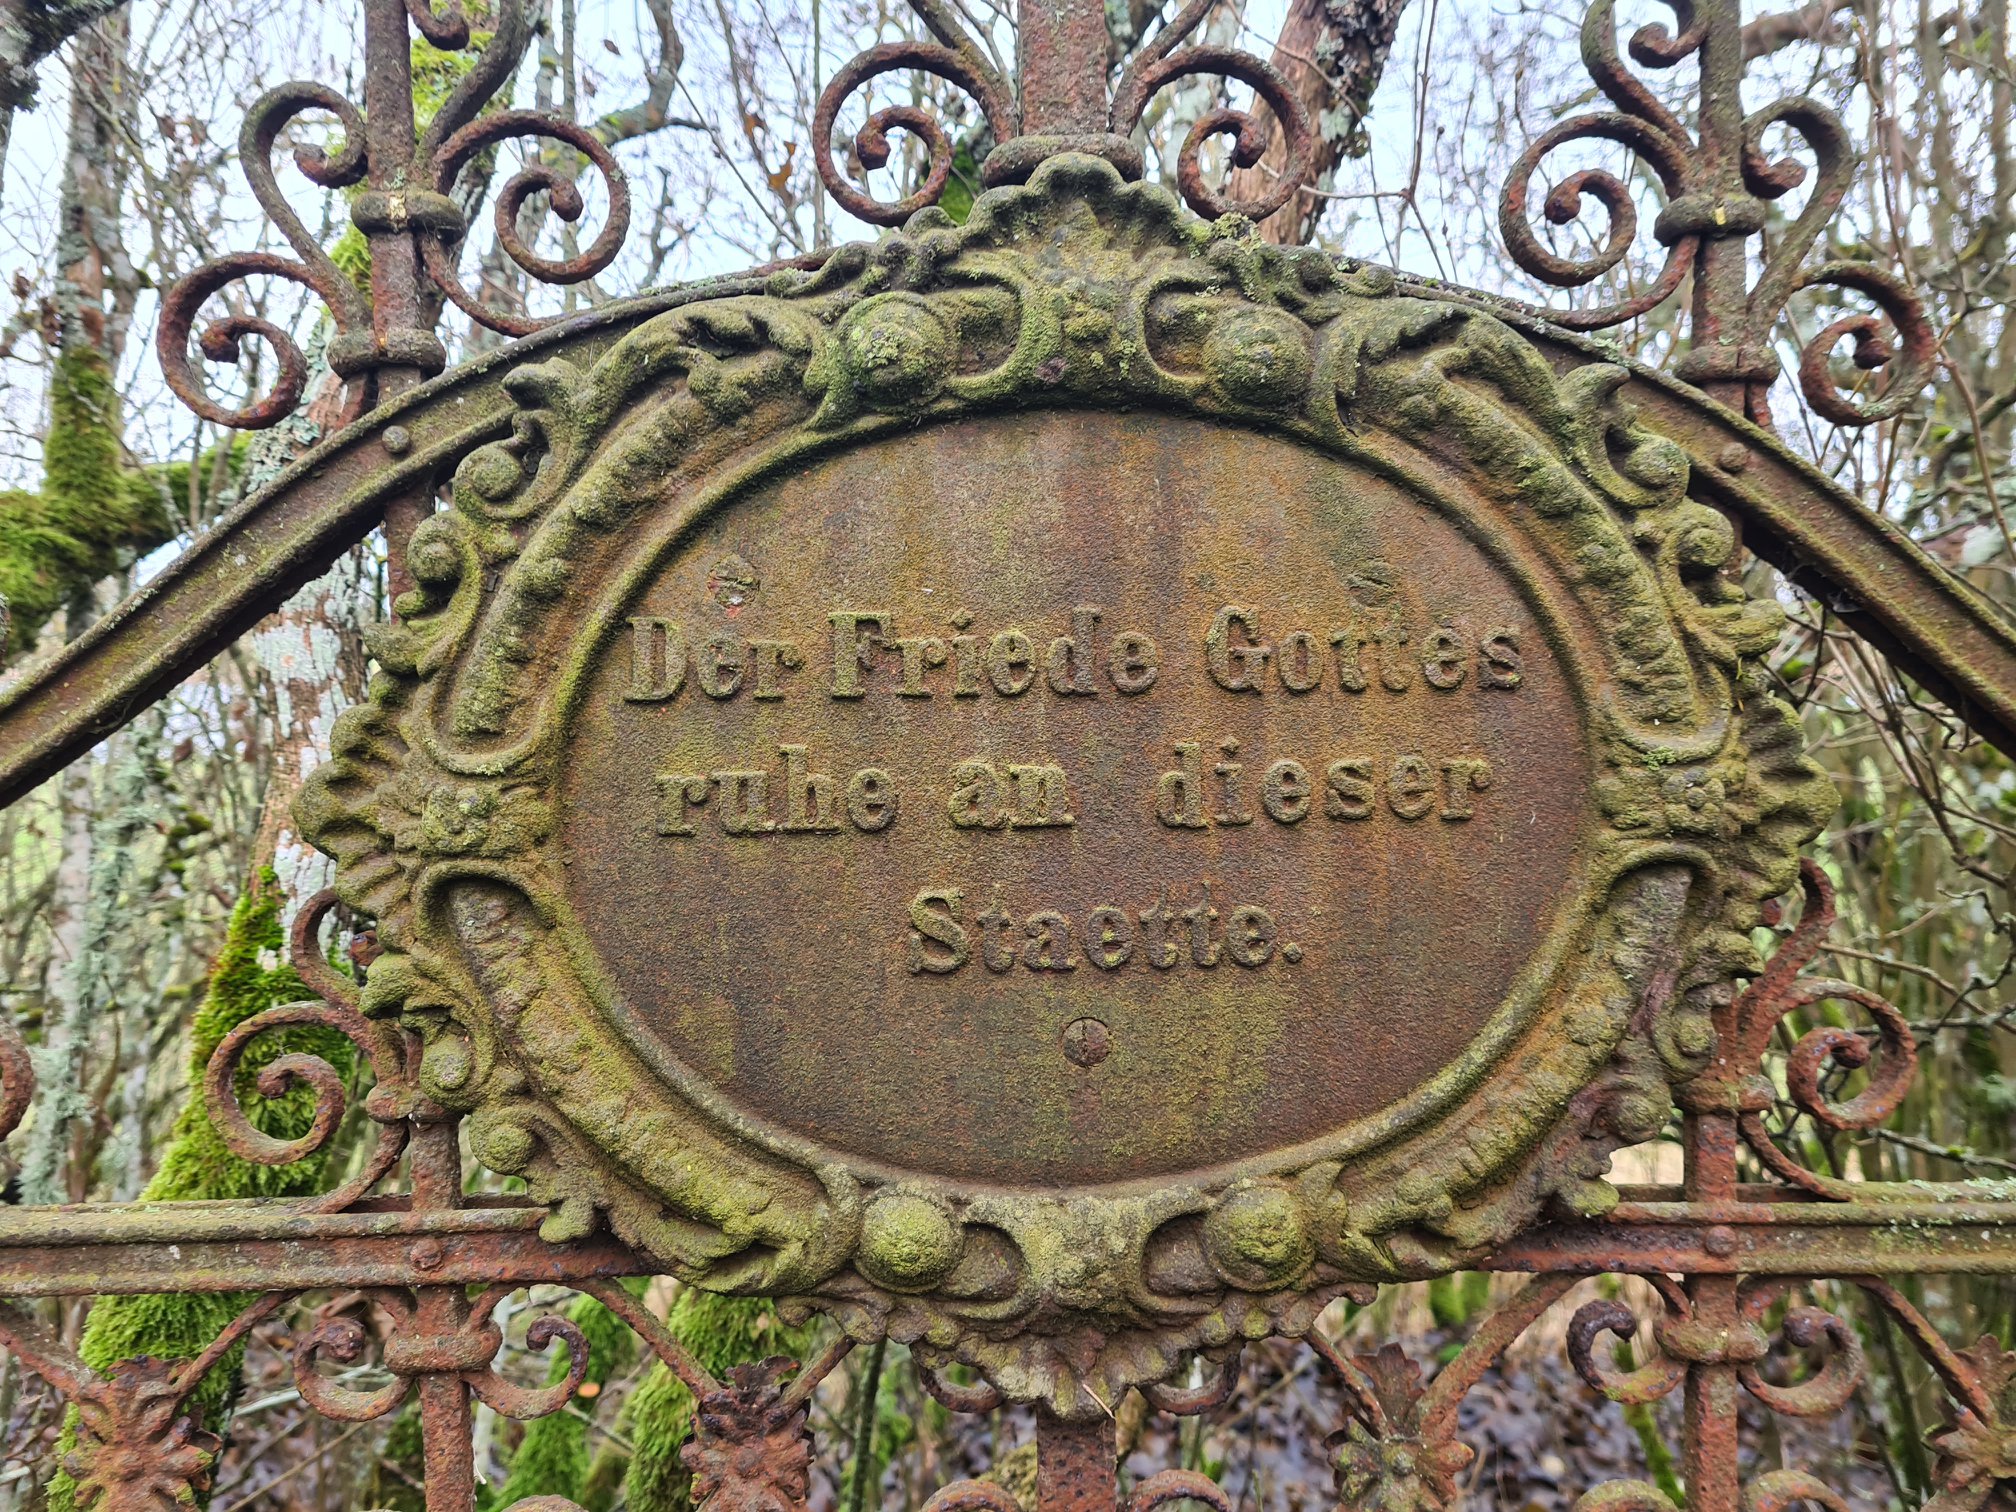 Der Friede Gottes
ruhe an dieser
Staette.